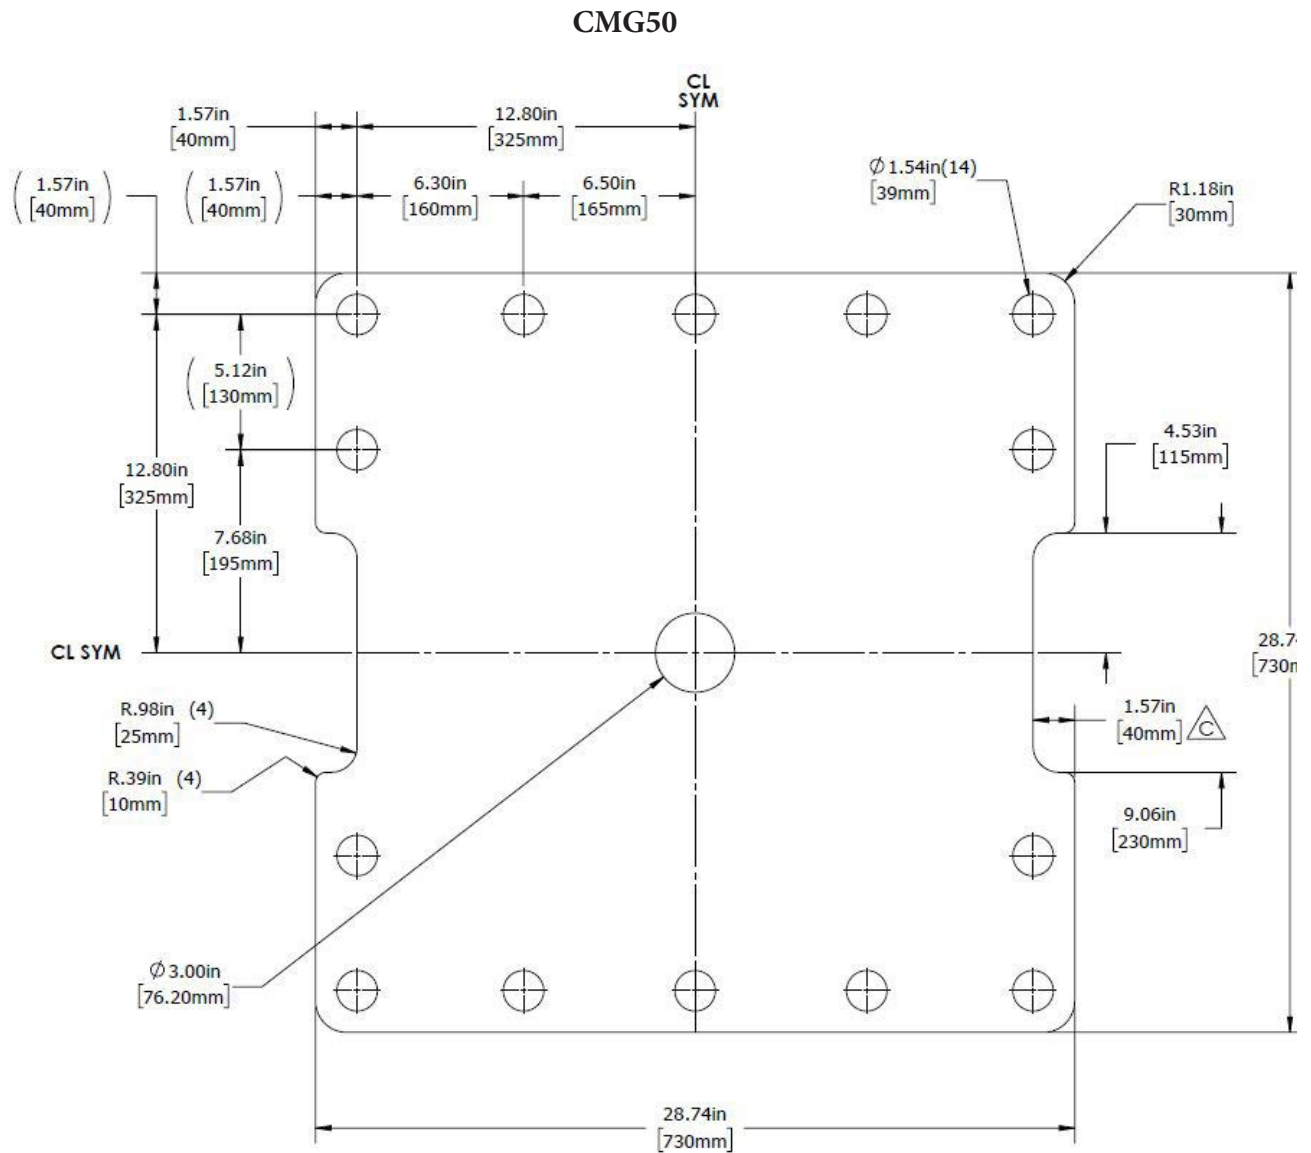 CMG50
CL
SYM
1.57in
[40mm]
12.80in
[325mm]
( 1.57in
[40mm] )
( 1.57in
[40mm] )
6.30in
[160mm]
6.50in
[165mm]
Ø1.54in(14)
[39mm]
R1.18in
[30mm]
( 5.12in
[130mm] )
4.53in
[115mm]
12.80in
[325mm]
7.68in
[195mm]
CL SYM
28.7
[730m
R.98in (4)
[25mm]
1.57in
[40mm] C
R.39in (4)
[10mm]
9.06in
[230mm]
Ø3.00in
[76.20mm]
28.74in
[730mm]